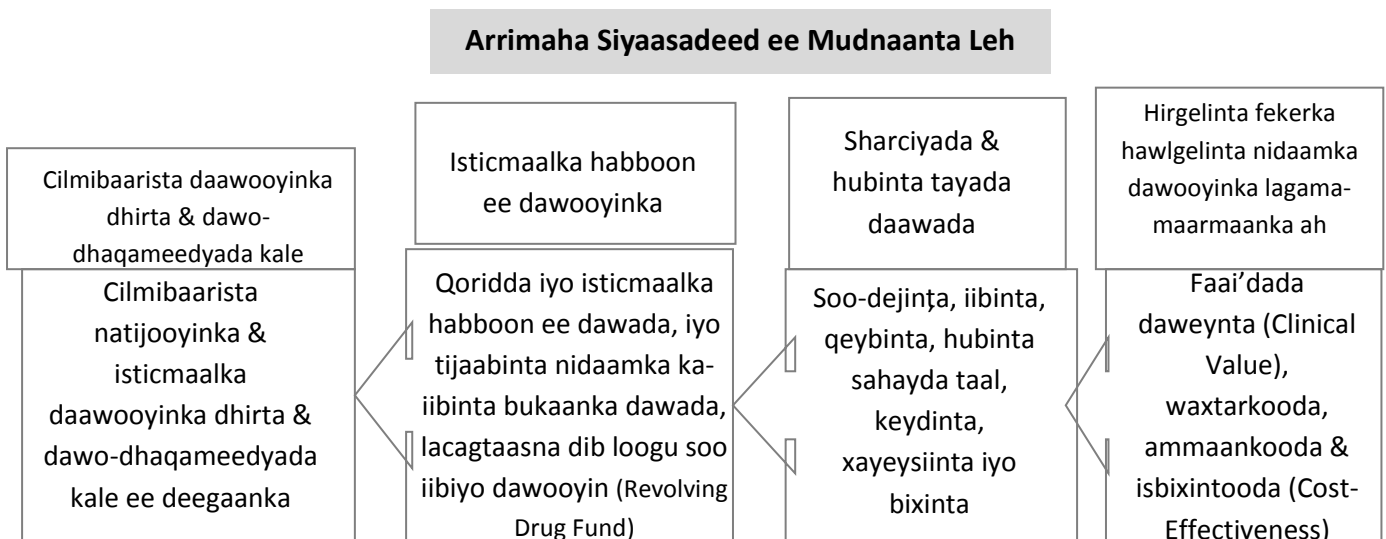 Arrimaha Siyaasadeed ee Mudnaanta Leh
Cilmibaarista daawooyinka
dhirta & dawo-
dhaqameedyada kale
Isticmaalka habboon
ee dawooyinka
Sharciyada &
hubinta tayada
daawada
Hirgelinta fekerka
hawlgelinta nidaamka
dawooyinka lagama-
maarmaanka ah
Cilmibaarista
natijooyinka &
isticmaalka
daawooyinka dhirta &
dawo-dhaqameedyada
kale ee deegaanka
Qoridda iyo isticmaalka
habboon ee dawada, iyo
tijaabinta nidaamka ka-
iibinta bukaanka dawada,
lacagtaasna dib loogu soo
iibiyo dawooyin (Revolving
Drug Fund)
Soo-dejinţa, iibinta,
qeybinta, hubinta
sahayda taal,
keydinta,
xayeysiinta iyo
bixinta
Faai’dada
daweynta (Clinical
Value),
waxtarkooda,
ammaankooda &
isbixintooda (Cost-
Effectiveness)